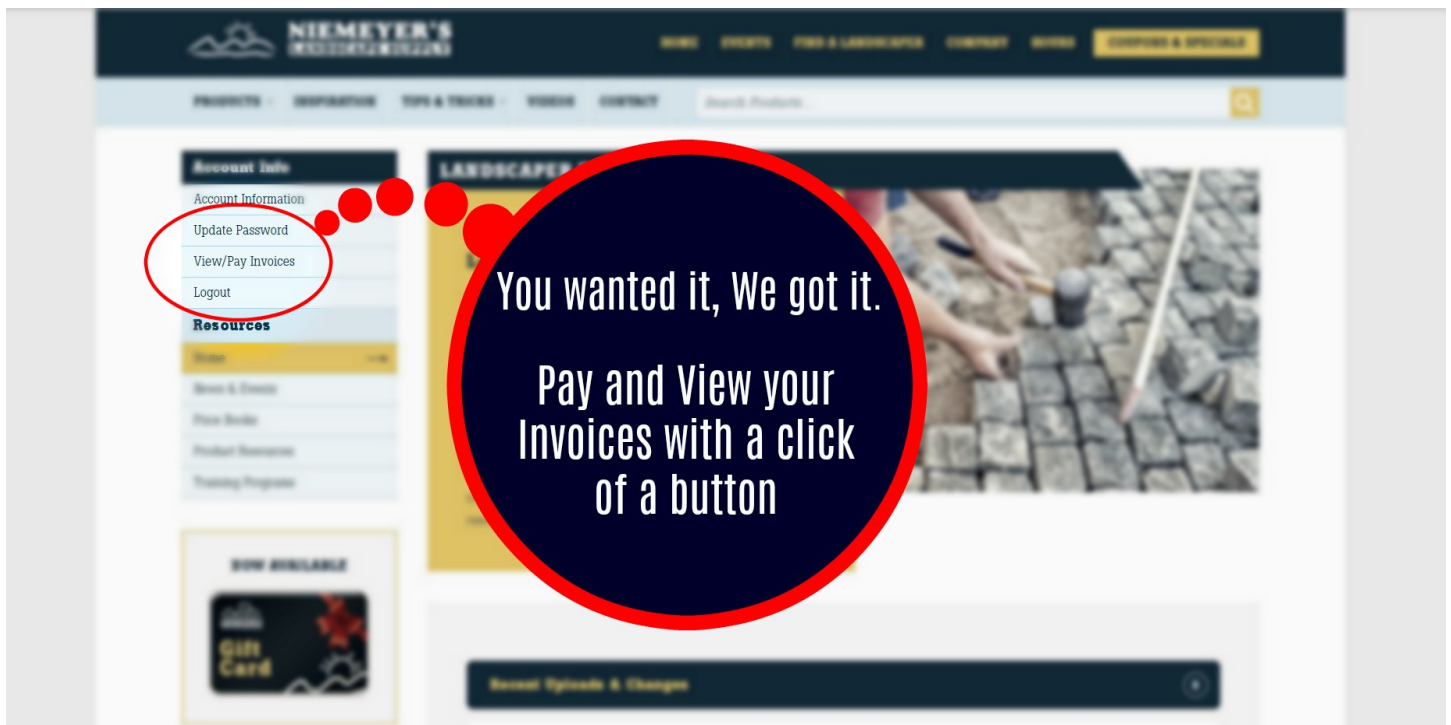 NIEMEYER'S
LANDSCAPE SUPPLY
HOME EVENTS FIND A LANDSCAPER COMPANY HOURS COUPONS & SPECIALS
PRODUCTS INSPIRATION TIPS & TRICKS VIDEOS CONTACT Search Products...
Account Info
Account Information
Update Password
View/Pay Invoices
Logout
Resources
Home
News & Events
Price Books
Product Resources
Training Programs
NOW AVAILABLE
Gift
Card
LANDSCAPER
You wanted it, We got it.
Pay and View your
Invoices with a click
of a button
Recent Uploads & Changes